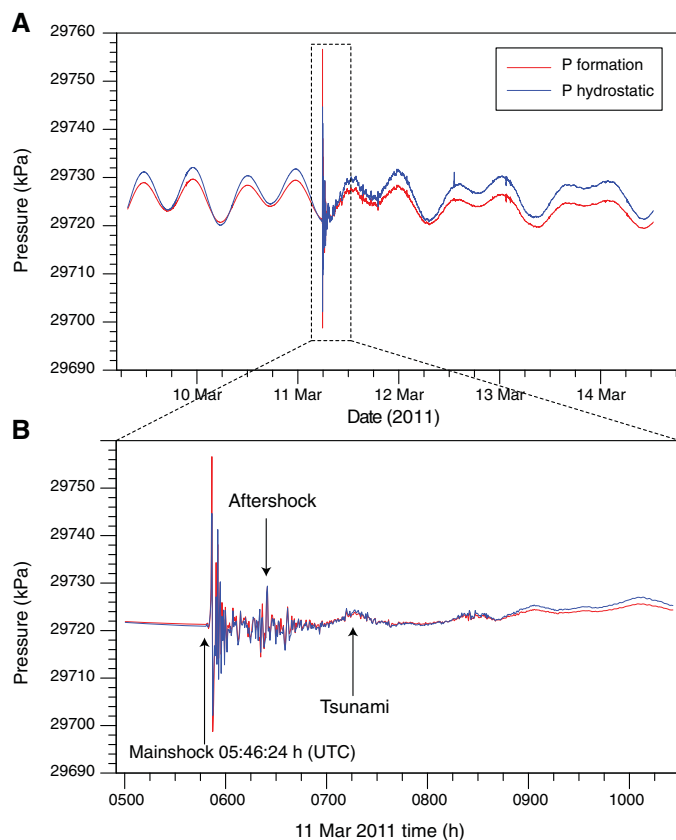 A
29760
P formation
29750
P hydrostatic
29740
Pressure (kPa)
29730
29720
29710
29700
29690
10 Mar 11 Mar 12 Mar 13 Mar 14 Mar
Date (2011)
B
29750
Aftershock
29740
Pressure (kPa)
29730
29720
29710
Tsunami
29700
Mainshock 05:46:24 h (UTC)
29690
0500 0600 0700 0800 0900 1000
11 Mar 2011 time (h)